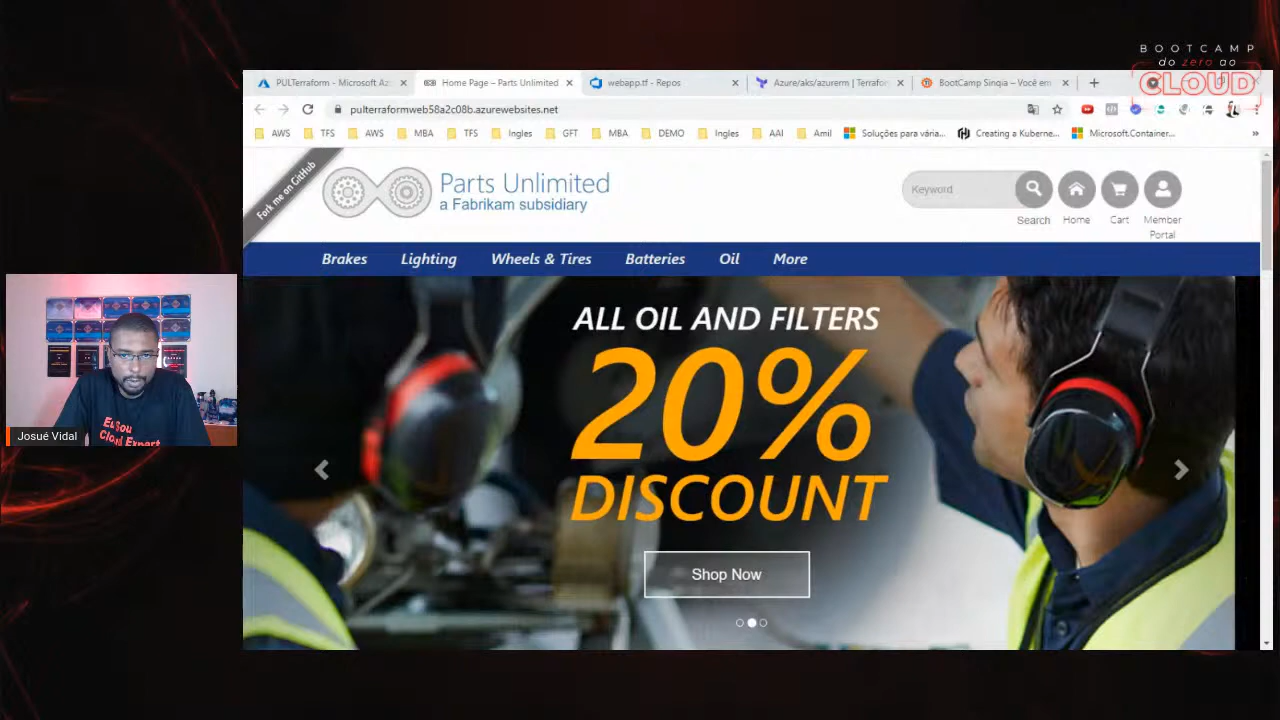 BOOTCAMP
do zero ao
CLOUD
PULTerraform - Microsoft Az
Home Page – Parts Unlimited
webapp.tf - Repos
Azure/aks/azurerm | Terrafor
BootCamp Sinqia – Você em
pulterraformweb58a2c08b.azurewebsites.net
AWS
TFS
AWS
MBA
TFS
Ingles
GFT
MBA
DEMO
Ingles
AAI
Amil
Soluções para vária...
Creating a Kuberne...
Microsoft.Container...
Fork me on GitHub
Parts Unlimited
a Fabrikam subsidiary
Keyword
Search
Home
Cart
Member
Portal
Brakes
Lighting
Wheels & Tires
Batteries
Oil
More
ALL OIL AND FILTERS
20%
DISCOUNT
Shop Now
Eu Sou
Cloud Expert
Josué Vidal